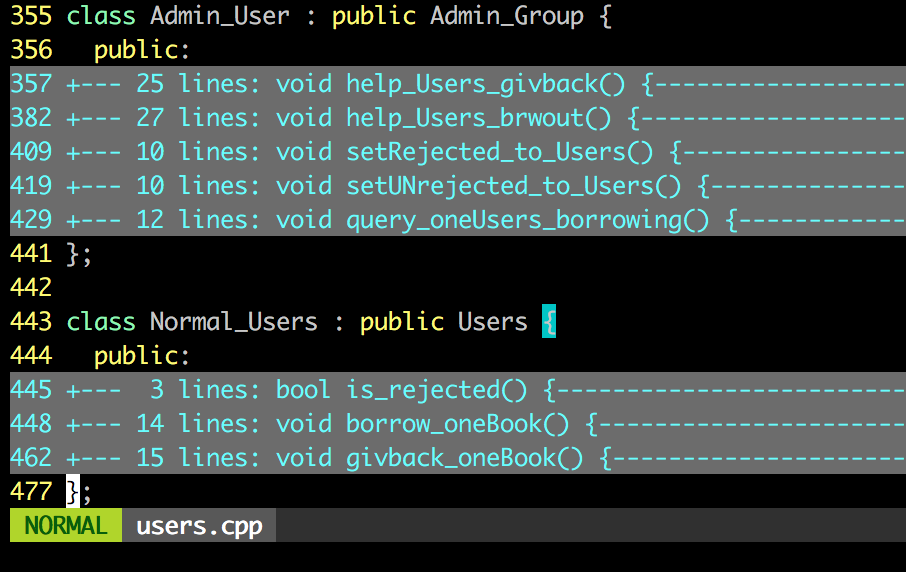 355 class Admin_User : public Admin_Group {
356   public:
357 +--- 25 lines: void help_Users_givback() {------------------
382 +--- 27 lines: void help_Users_brwout() {-------------------
409 +--- 10 lines: void setRejected_to_Users() {----------------
419 +--- 10 lines: void setUNrejected_to_Users() {--------------
429 +--- 12 lines: void query_oneUsers_borrowing() {------------
441 };
442
443 class Normal_Users : public Users {
444   public:
445 +---  3 lines: bool is_rejected() {-------------------------
448 +--- 14 lines: void borrow_oneBook() {----------------------
462 +--- 15 lines: void givback_oneBook() {---------------------
477 };
NORMAL users.cpp